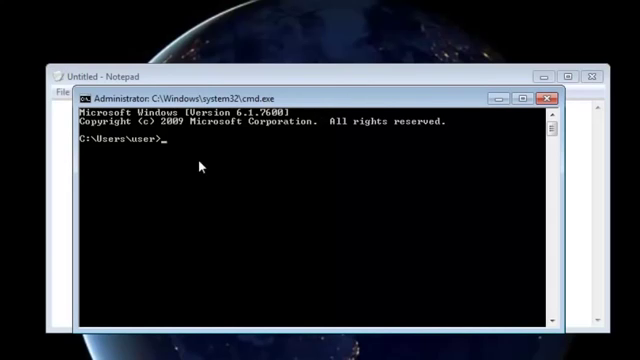 Untitled - Notepad
File
Administrator: C:\Windows\system32\cmd.exe
Microsoft Windows [Version 6.1.7600]
Copyright (c) 2009 Microsoft Corporation. All rights reserved.
C:\Users\user>_